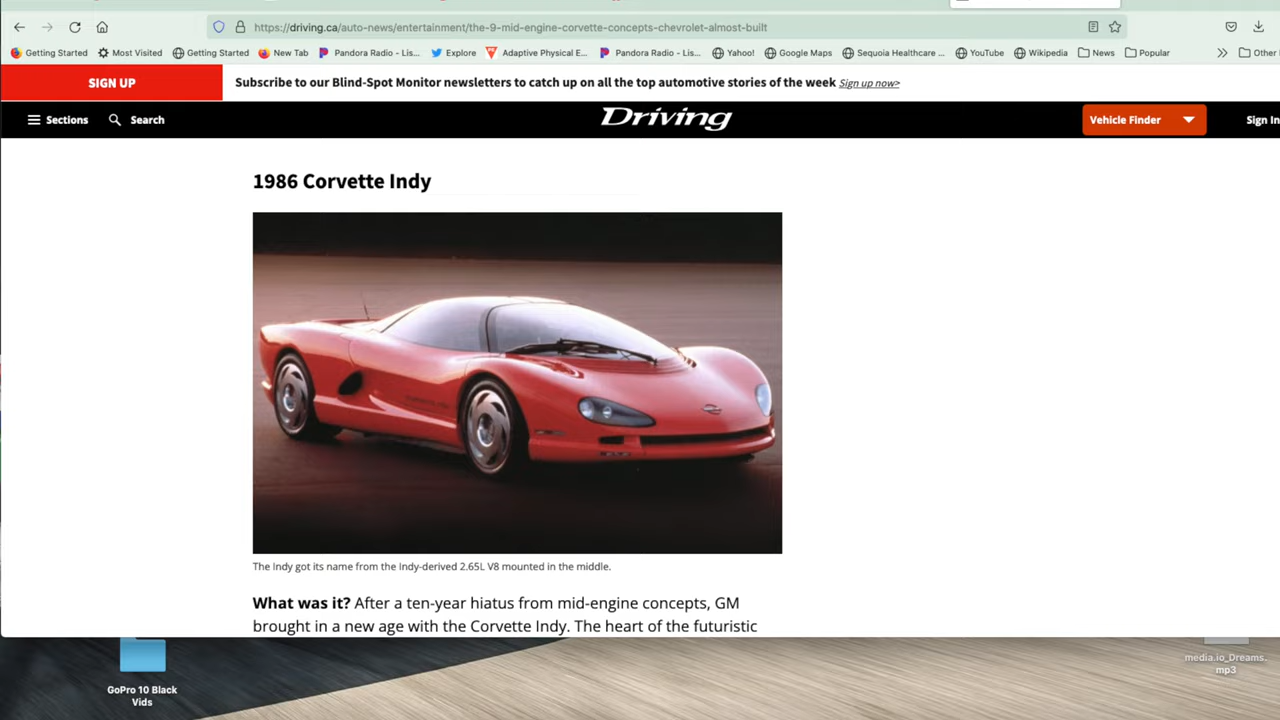 https://driving.ca/auto-news/entertainment/the-9-mid-engine-corvette-concepts-chevrolet-almost-built
Getting Started Most Visited Getting Started New Tab Pandora Radio – Lis... Explore Adaptive Physical E... Pandora Radio – Lis... Yahoo! Google Maps Sequoia Healthcare ... YouTube Wikipedia News Popular Other
SIGN UP Subscribe to our Blind-Spot Monitor newsletters to catch up on all the top automotive stories of the week Sign up now>
Sections Search Driving Vehicle Finder Sign In
1986 Corvette Indy
The Indy got its name from the Indy-derived 2.65L V8 mounted in the middle.
What was it? After a ten-year hiatus from mid-engine concepts, GM
brought in a new age with the Corvette Indy. The heart of the futuristic
GoPro 10 Black
Vids
media.io_Dreams.
mp3